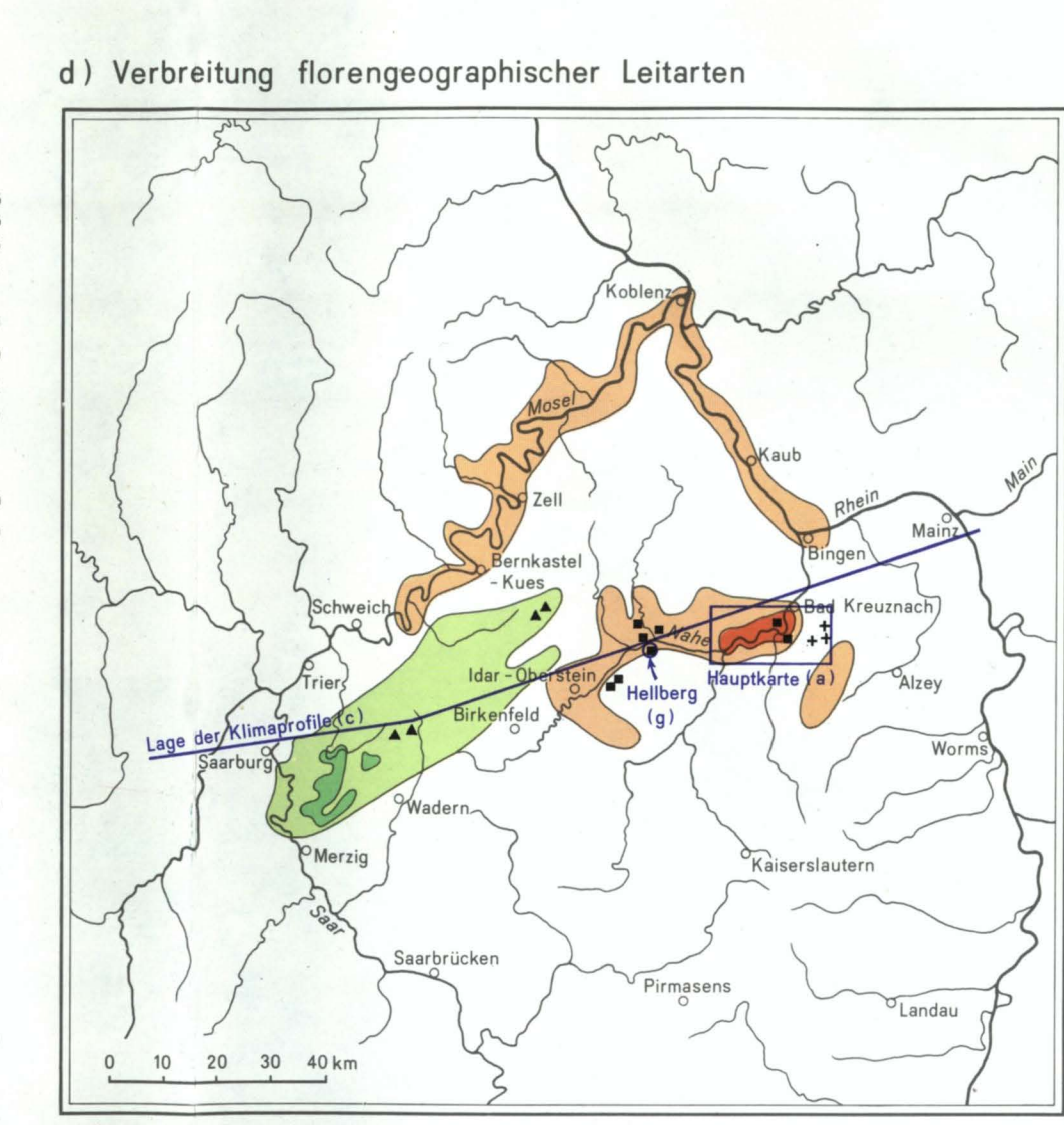 d) Verbreitung florengeographischer Leitarten
Koblenz
Mosel
Kaub
Main
Zell
Rhein
Mainz
Bingen
Bernkastel
-Kues
Schweich
Bad Kreuznach
Nahe
Trier
Idar-Oberstein
Hauptkarte (a)
Alzey
Hellberg
(g)
Birkenfeld
Lage der Klimaprofile (c)
Worms
Saarburg
Wadern
Merzig
Kaiserslautern
Saar
Saarbrücken
Pirmasens
Landau
0 10 20 30 40 km